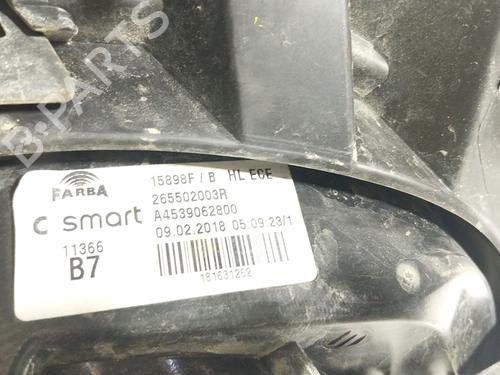 FARBA
15898F / B HL ECE
265502003R
smart A4539062800
11366 09.02.2018 05:09:23/1
B7
181631262
B-PARTS